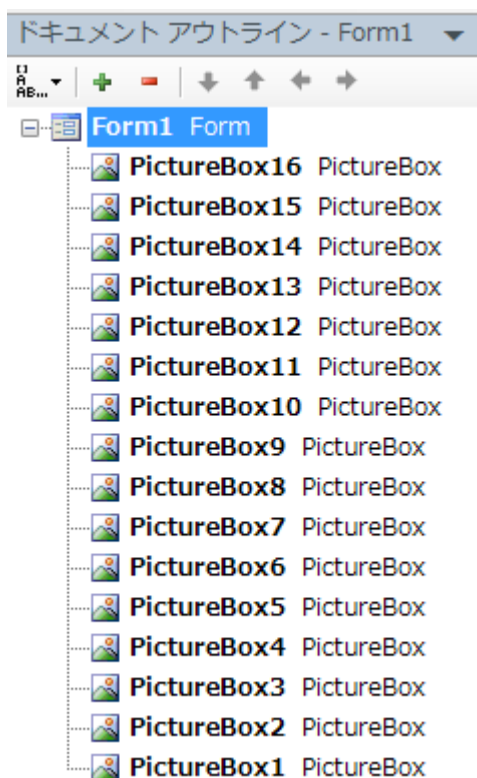 ドキュメント アウトライン - Form1
AB...
Form1 Form
PictureBox16 PictureBox
PictureBox15 PictureBox
PictureBox14 PictureBox
PictureBox13 PictureBox
PictureBox12 PictureBox
PictureBox11 PictureBox
PictureBox10 PictureBox
PictureBox9 PictureBox
PictureBox8 PictureBox
PictureBox7 PictureBox
PictureBox6 PictureBox
PictureBox5 PictureBox
PictureBox4 PictureBox
PictureBox3 PictureBox
PictureBox2 PictureBox
PictureBox1 PictureBox